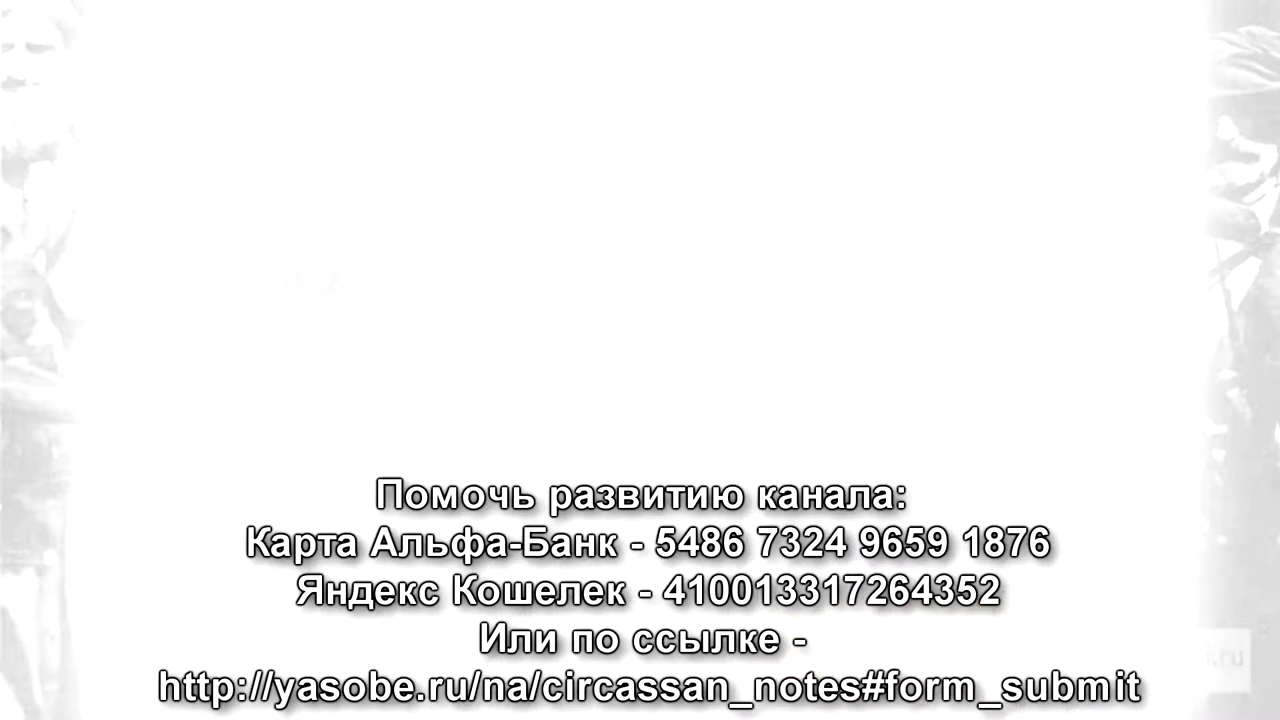 Помочь развитию канала:
Карта Альфа-Банк - 5486 7324 9659 1876
Яндекс Кошелек - 410013317264352
Или по ссылке -
http://yasobe.ru/na/circassan_notes#form_submit
.ru